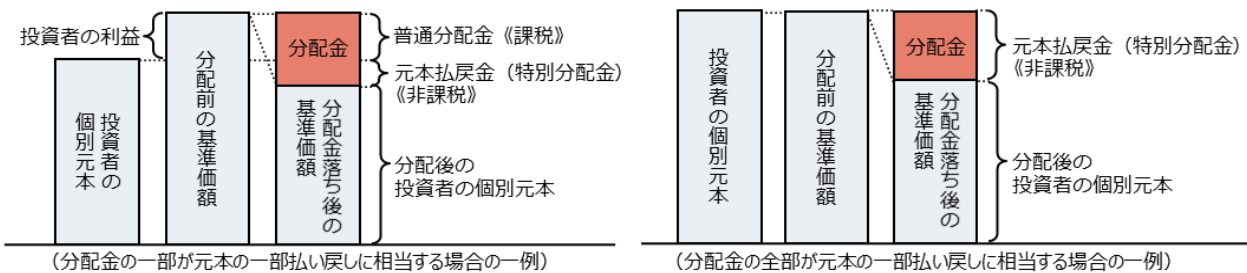 投資者の利益
投資者の
個別元本
分配前の基準価額
分配金
分配金落ち後の
基準価額
普通分配金《課税》
元本払戻金（特別分配金）
《非課税》
分配後の
投資者の個別元本
（分配金の一部が元本の一部払い戻しに相当する場合の一例）
投資者の個別元本
分配前の基準価額
分配金
分配金落ち後の
基準価額
元本払戻金（特別分配金）
《非課税》
分配後の
投資者の個別元本
（分配金の全部が元本の一部払い戻しに相当する場合の一例）